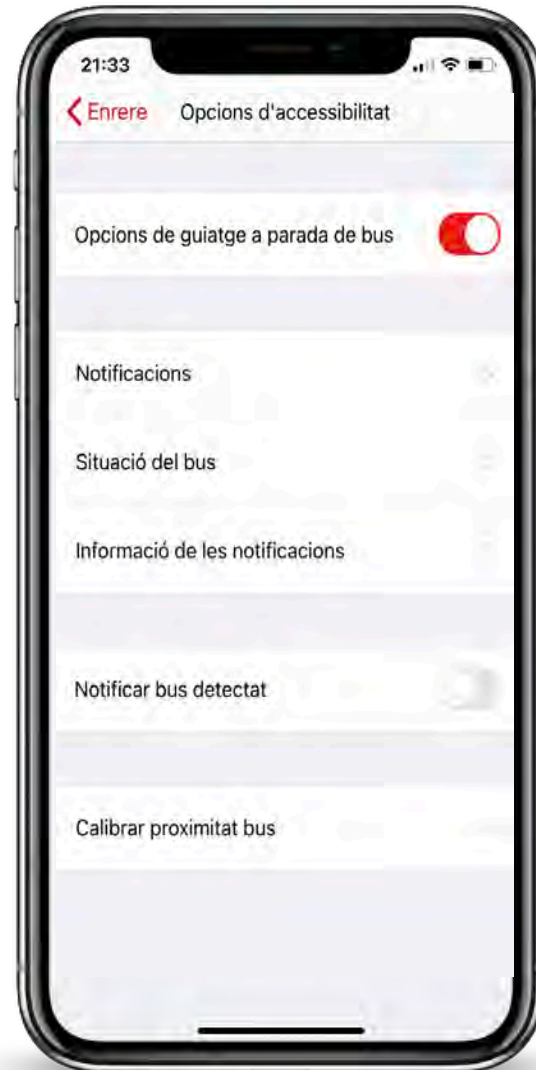 21:33
Enrere Opcions d'accessibilitat
Opcions de guiatge a parada de bus
Notificacions
Situació del bus
Informació de les notificacions
Notificar bus detectat
Calibrar proximitat bus